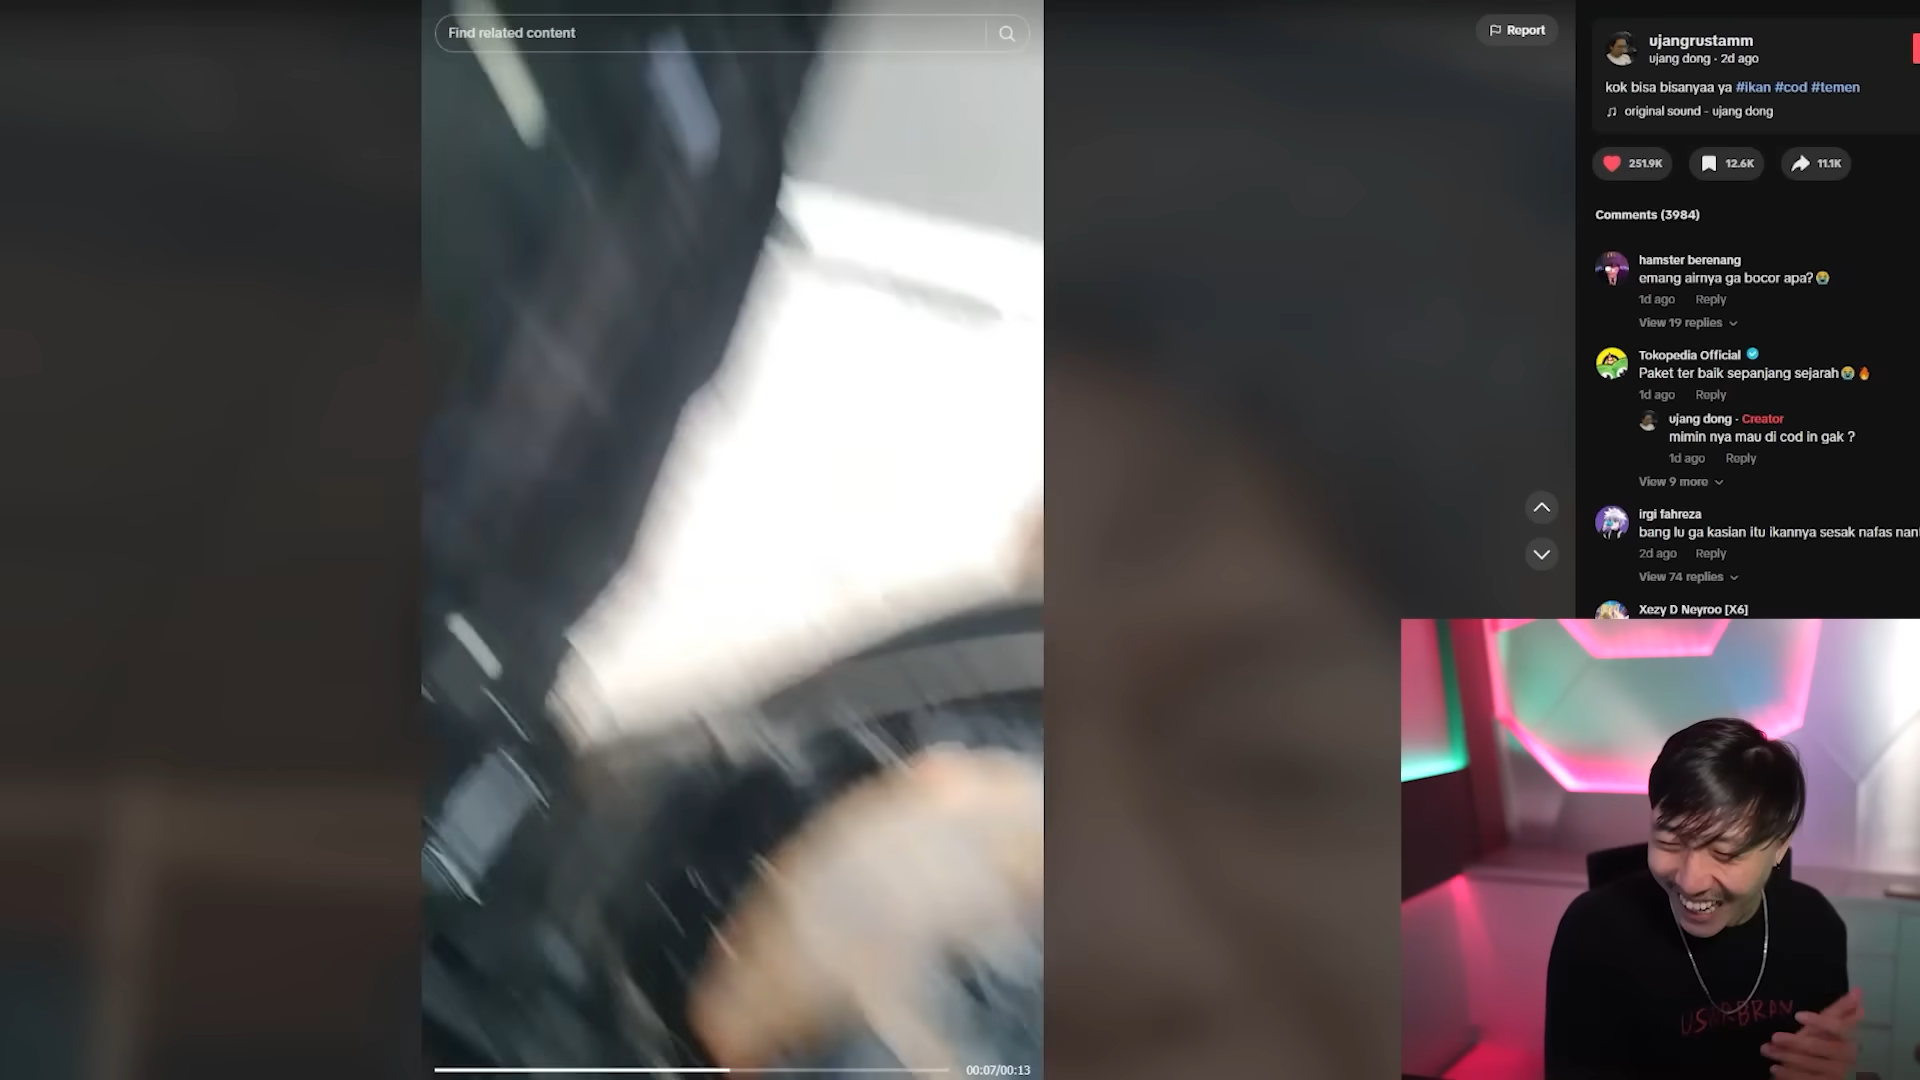 Find related content
Report
ujangrustamm
ujang dong · 2d ago
kok bisa bisanyaa ya #ikan #cod #temen
original sound - ujang dong
251.9K
12.6K
11.1K
Comments (3984)
hamster berenang
emang airnya ga bocor apa?😭
1d ago Reply
View 19 replies
Tokopedia Official
Paket ter baik sepanjang sejarah😭🔥
1d ago Reply
ujang dong · Creator
mimin nya mau di cod in gak ?
1d ago Reply
View 9 more
irgi fahreza
bang lu ga kasian itu ikannya sesak nafas nan
2d ago Reply
View 74 replies
Xezy D Neyroo [X6]
00:07/00:13